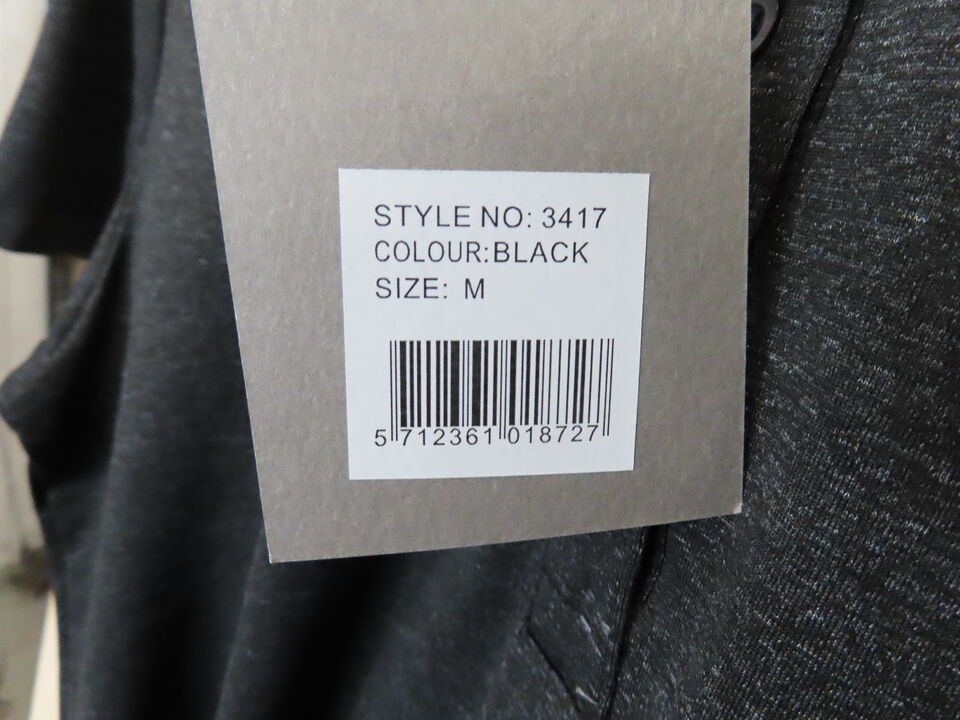 STYLE NO: 3417
COLOUR:BLACK
SIZE: M
5 712361 018727